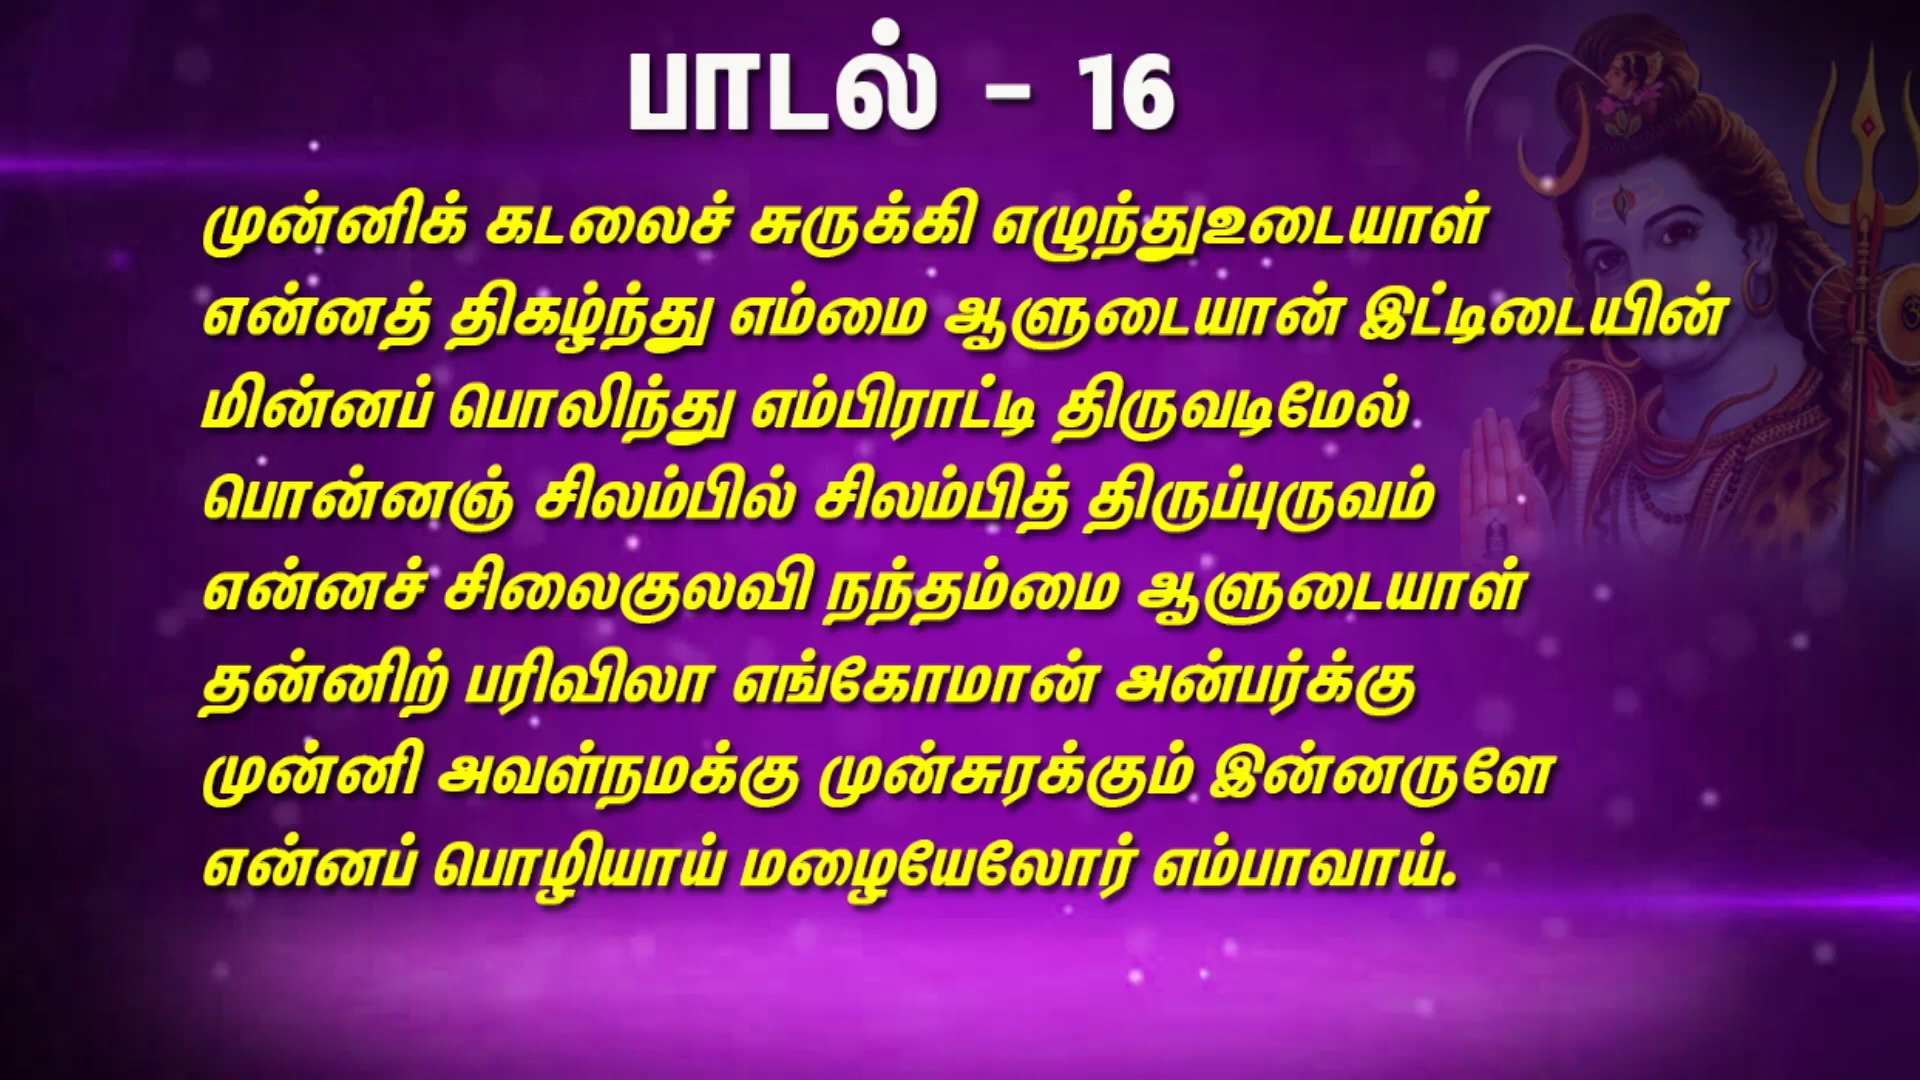 பாடல் - 16
முன்னிக் கடலைச் சுருக்கி எழுந்துஉடையாள்
என்னத் திகழ்ந்து எம்மை ஆளுடையான் இட்டிடையின்
மின்னப் பொலிந்து எம்பிராட்டி திருவடிமேல்
பொன்னஞ் சிலம்பில் சிலம்பித் திருப்புருவம்
என்னச் சிலைகுலவி நந்தம்மை ஆளுடையாள்
தன்னிற் பரிவிலா எங்கோமான் அன்பர்க்கு
முன்னி அவள்நமக்கு முன்சுரக்கும் இன்னருளே
என்னப் பொழியாய் மழையேலோர் எம்பாவாய்.